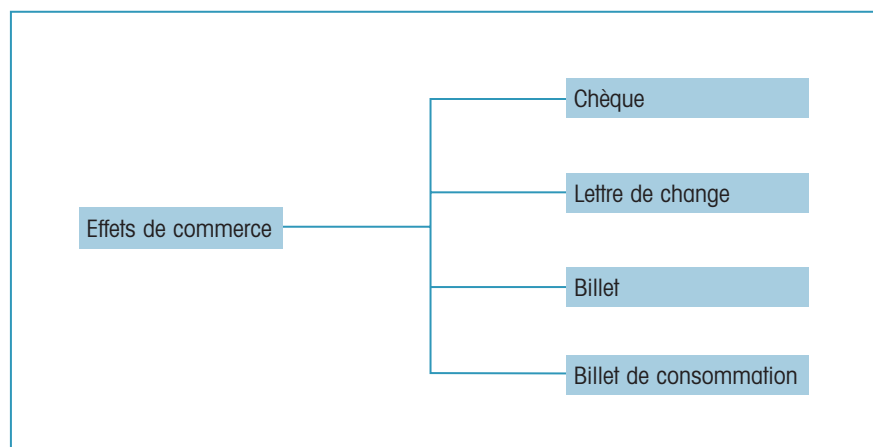 Chèque
Lettre de change
Effets de commerce
Billet
Billet de consommation